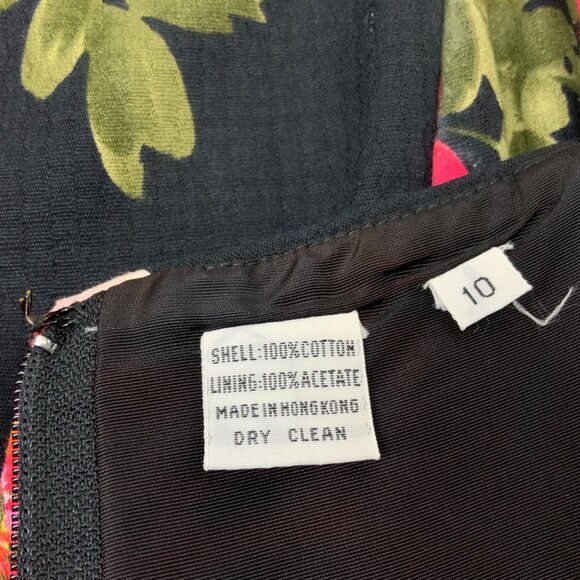 10
SHELL:100%COTTON
LINING:100%ACETATE
MADE IN HONG KONG
DRY CLEAN